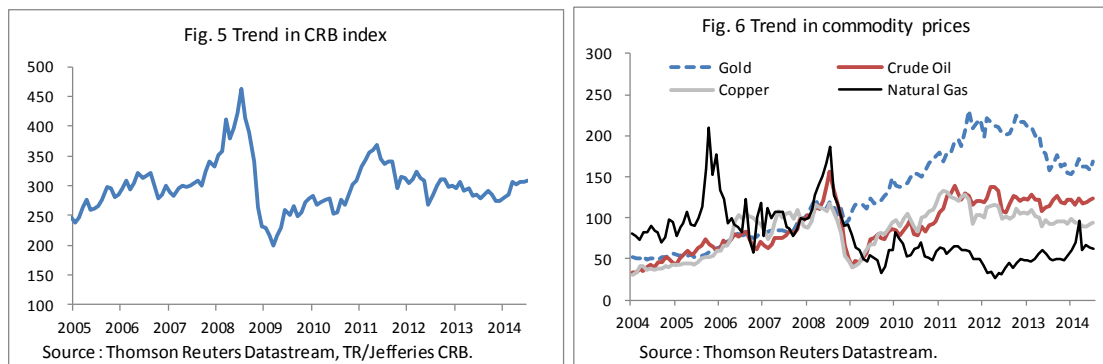 Fig. 5 Trend in CRB index
500
450
400
350
300
250
200
150
100
2005 2006 2007 2008 2009 2010 2011 2012 2013 2014
Source : Thomson Reuters Datastream, TR/Jefferies CRB.
Fig. 6 Trend in commodity prices
300
Gold Crude Oil
Copper Natural Gas
250
200
150
100
50
0
2004 2005 2006 2007 2008 2009 2010 2011 2012 2013 2014
Source : Thomson Reuters Datastream.